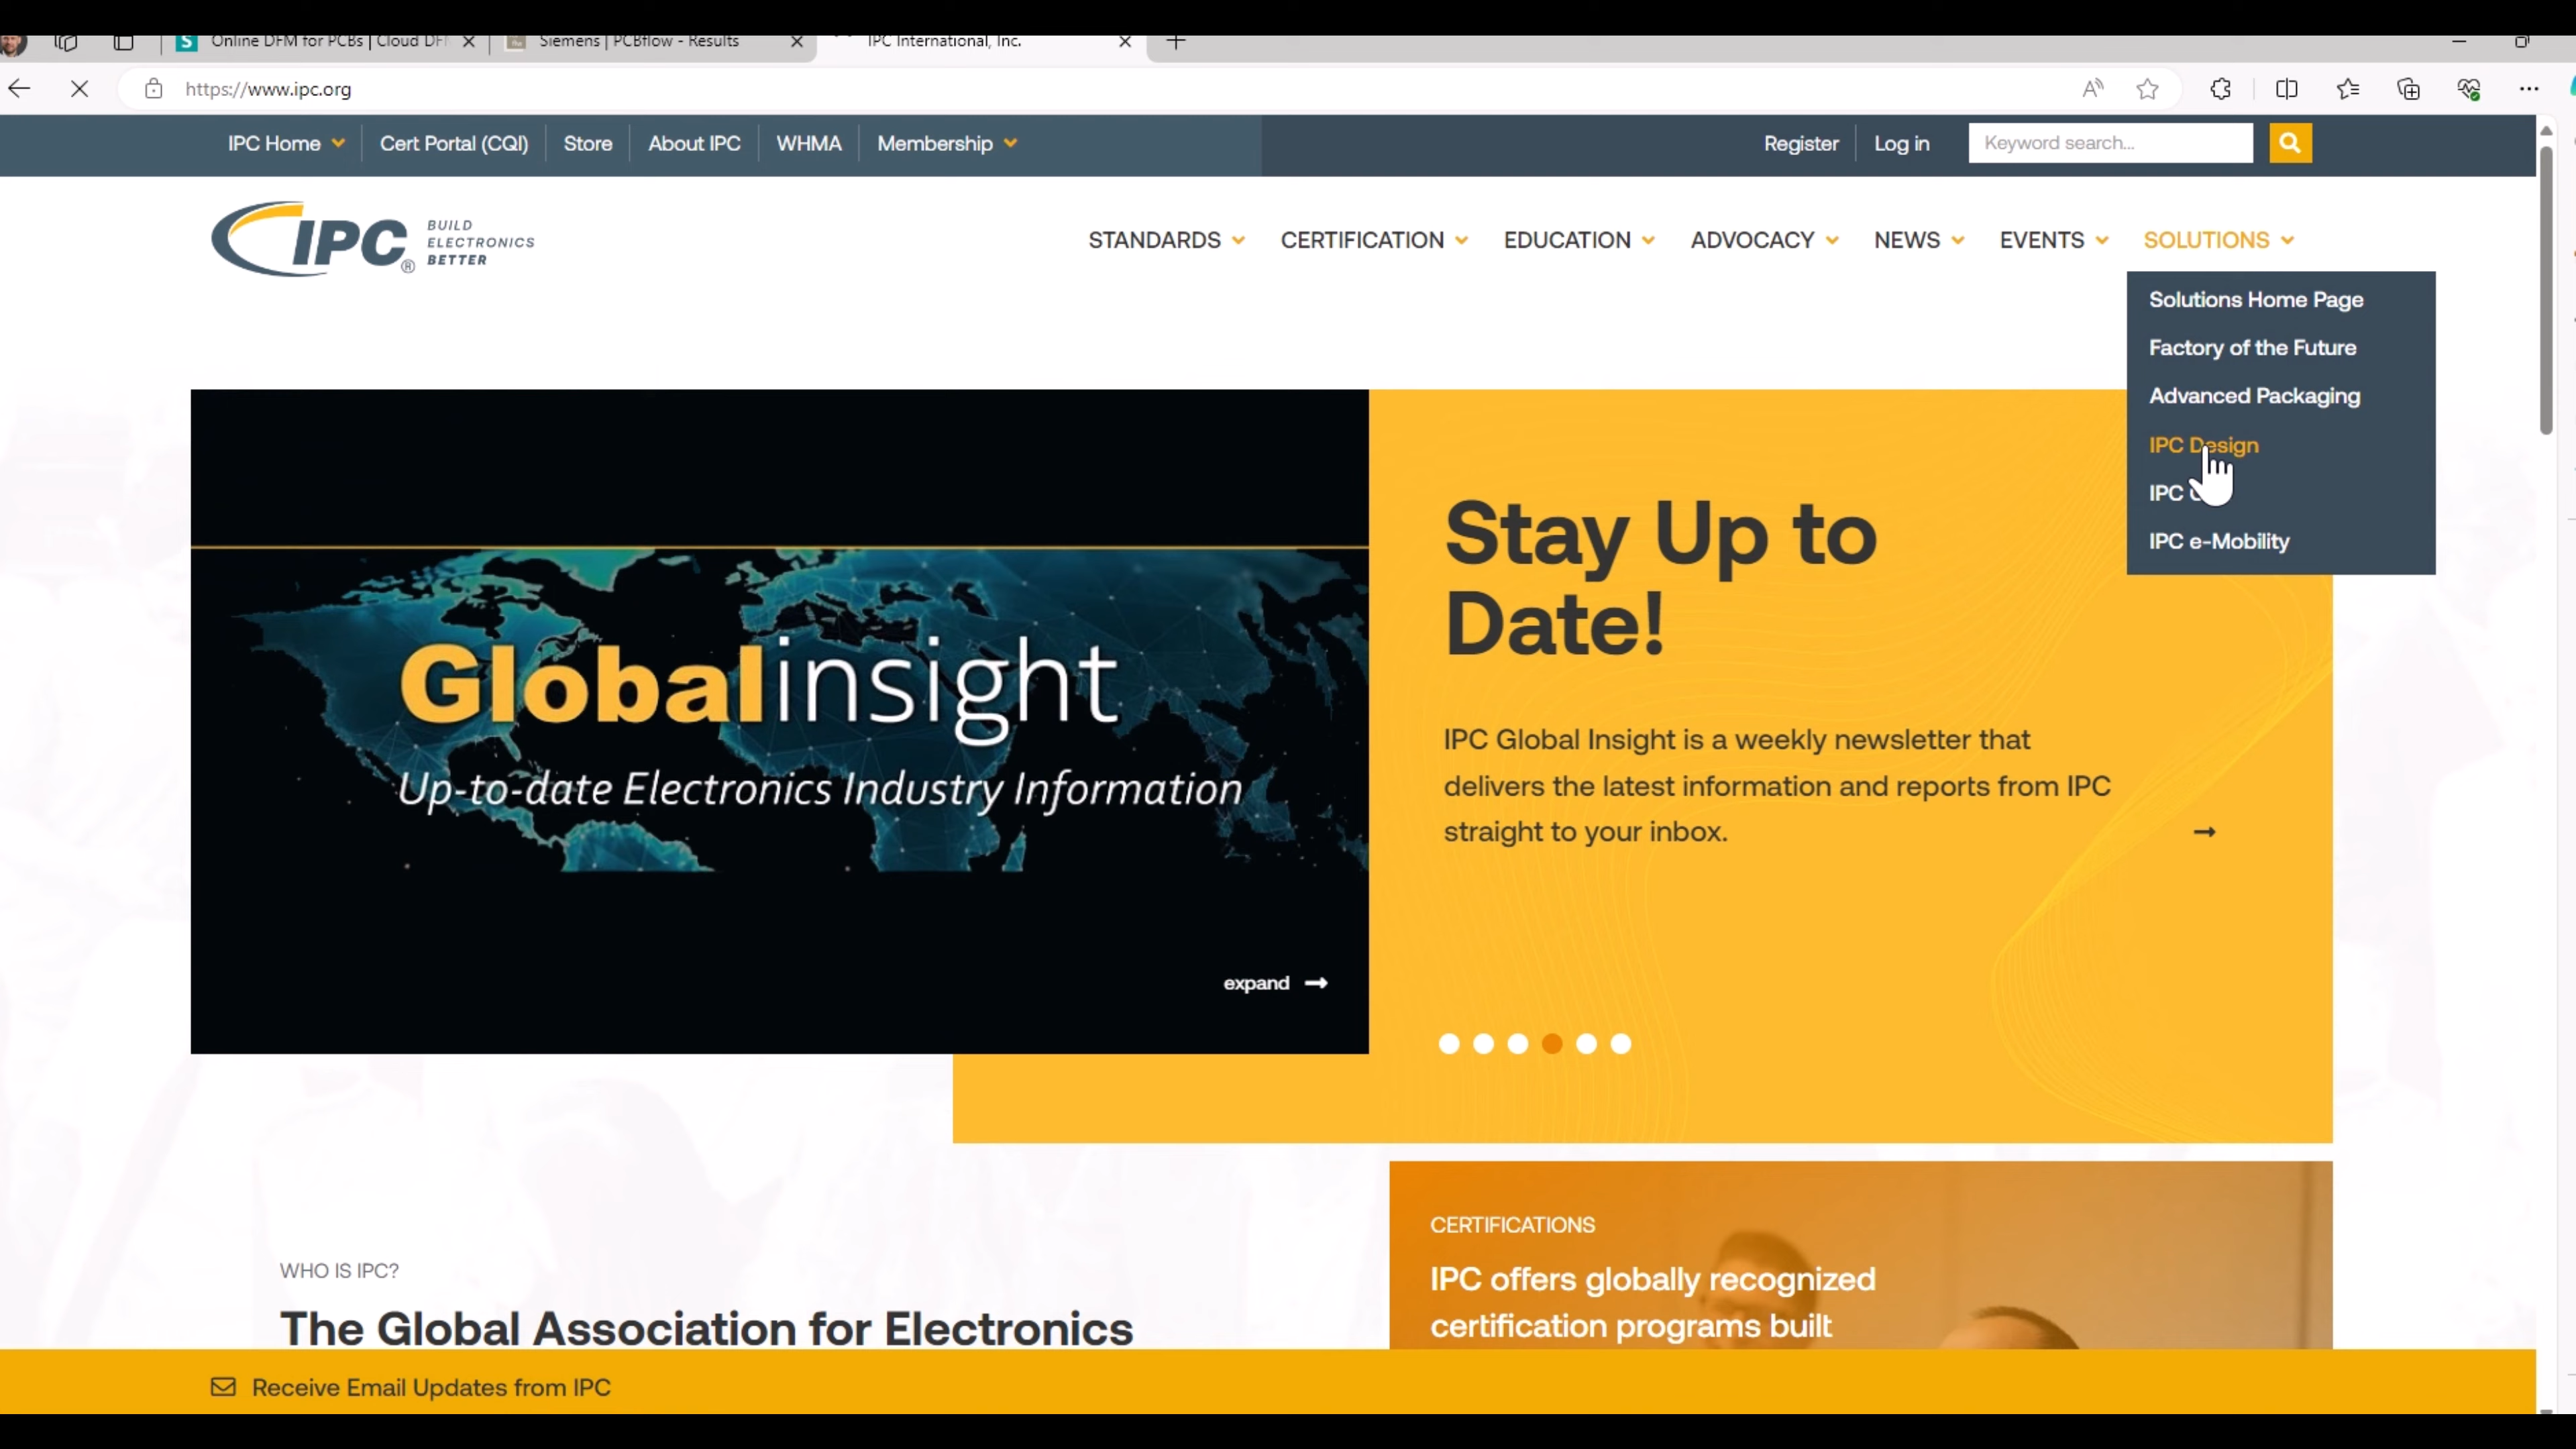 Online DFM for PCBs | Cloud DF
Siemens | PCBflow - Results
IPC International, Inc.
https://www.ipc.org
IPC Home
Cert Portal (CQI)
Store
About IPC
WHMA
Membership
Register
Log in
Keyword search...
IPC®
BUILD
ELECTRONICS
BETTER
STANDARDS
CERTIFICATION
EDUCATION
ADVOCACY
NEWS
EVENTS
SOLUTIONS
Solutions Home Page
Factory of the Future
Advanced Packaging
IPC Design
IPC
IPC e-Mobility
Globalinsight
Up-to-date Electronics Industry Information
expand
Stay Up to
Date!
IPC Global Insight is a weekly newsletter that
delivers the latest information and reports from IPC
straight to your inbox.
WHO IS IPC?
The Global Association for Electronics
CERTIFICATIONS
IPC offers globally recognized
certification programs built
Receive Email Updates from IPC